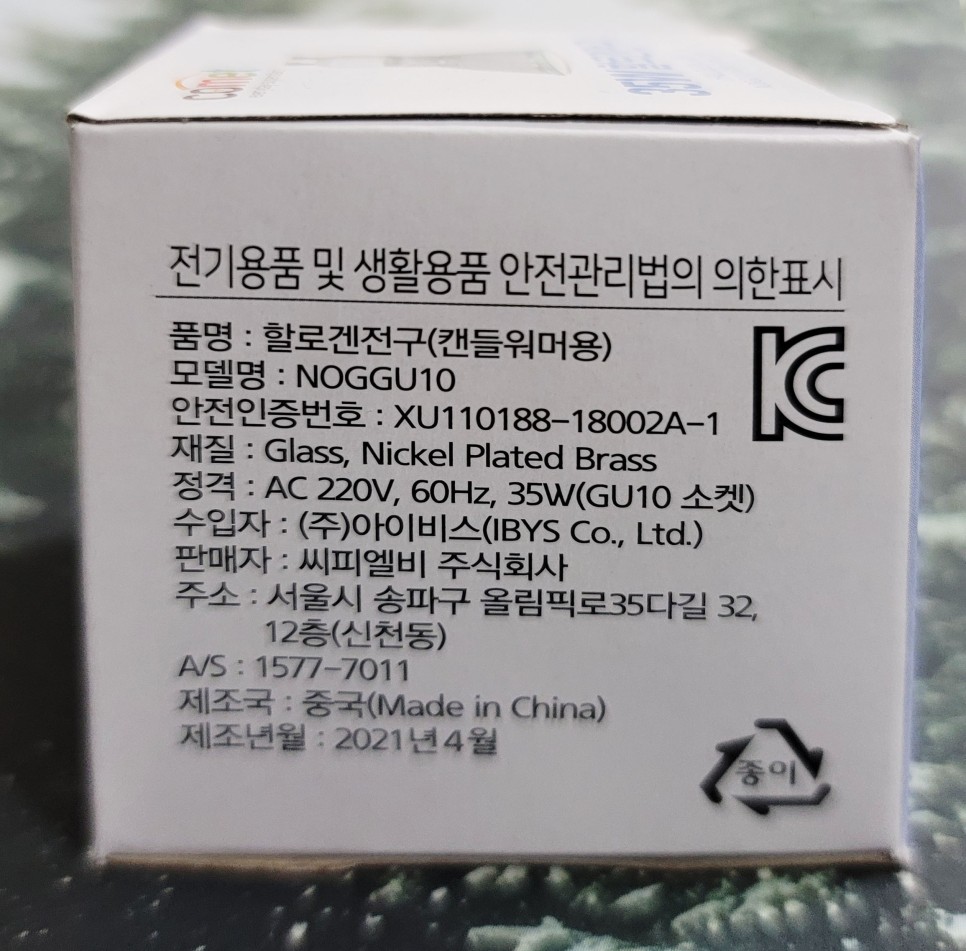 comet
35W
전기용품 및 생활용품 안전관리법의 의한표시
품명 : 할로겐전구(캔들워머용)
모델명 : NOGGU10
안전인증번호 : XU110188-18002A-1
재질 : Glass, Nickel Plated Brass
정격 : AC 220V, 60Hz, 35W(GU10 소켓)
수입자 : (주)아이비스(IBYS Co., Ltd.)
판매자 : 씨피엘비 주식회사
주소 : 서울시 송파구 올림픽로35다길 32,
12층(신천동)
A/S : 1577-7011
제조국 : 중국(Made in China)
제조년월 : 2021년4월
KC
종이